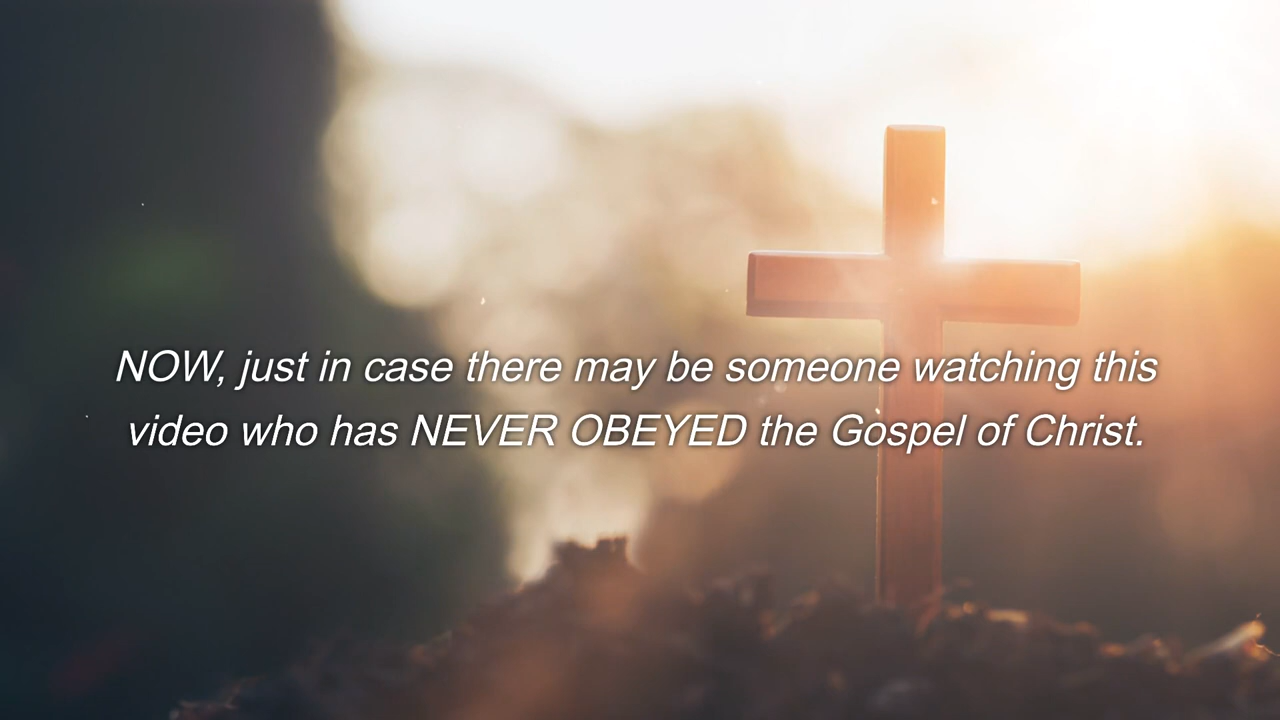 NOW, just in case there may be someone watching this
video who has NEVER OBEYED the Gospel of Christ.